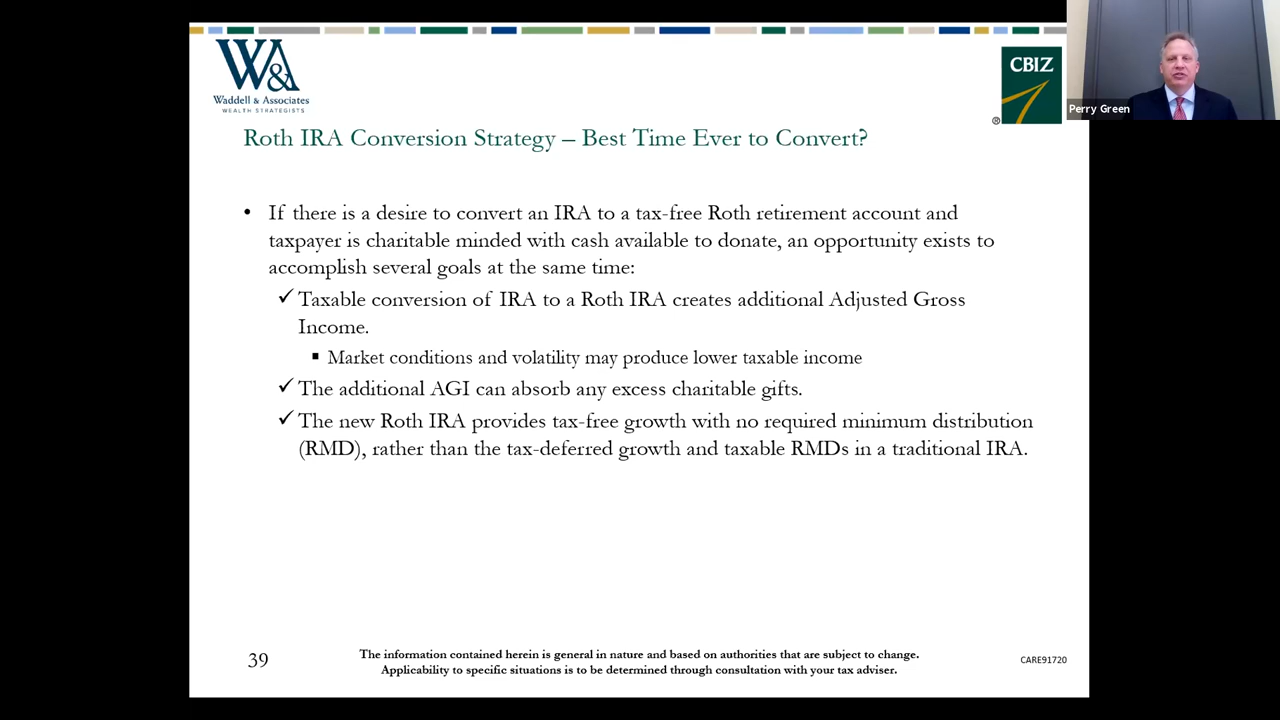 WA&
Waddell & Associates
WEALTH STRATEGISTS
CBIZ
®
Perry Green
Roth IRA Conversion Strategy – Best Time Ever to Convert?
• If there is a desire to convert an IRA to a tax-free Roth retirement account and
taxpayer is charitable minded with cash available to donate, an opportunity exists to
accomplish several goals at the same time:
✓ Taxable conversion of IRA to a Roth IRA creates additional Adjusted Gross
Income.
▪ Market conditions and volatility may produce lower taxable income
✓ The additional AGI can absorb any excess charitable gifts.
✓ The new Roth IRA provides tax-free growth with no required minimum distribution
(RMD), rather than the tax-deferred growth and taxable RMDs in a traditional IRA.
39
The information contained herein is general in nature and based on authorities that are subject to change.
Applicability to specific situations is to be determined through consultation with your tax adviser.
CARE91720